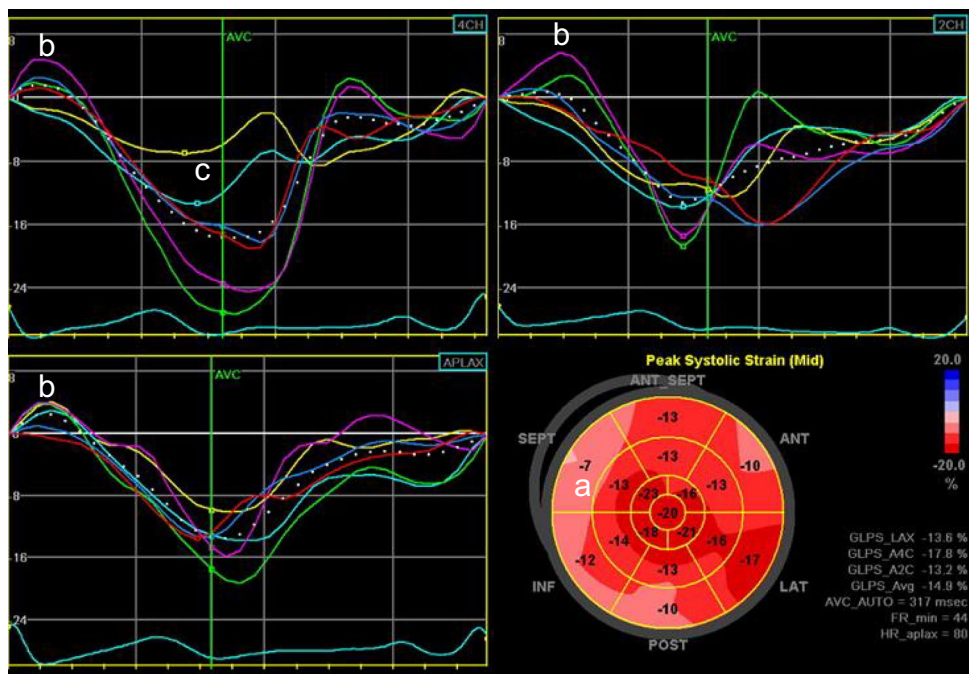 b
8
AVC
4CH
0
-8
c
-16
-24
b
8
AVC
2CH
0
-8
-16
-24
b
8
AVC
APLAX
0
-8
-16
-24
Peak Systolic Strain (Mid)
ANT_SEPT
SEPT
ANT
INF
LAT
POST
-13
-7
-10
-13
a
-13
-13
-23
-16
-20
-18
-21
-14
-16
-12
-17
-13
-10
20.0
-20.0
%
GLPS_LAX -13.6 %
GLPS_A4C -17.8 %
GLPS_A2C -13.2 %
GLPS_Avg -14.9 %
AVC_AUTO = 317 msec
FR_min = 44
HR_aplax = 80